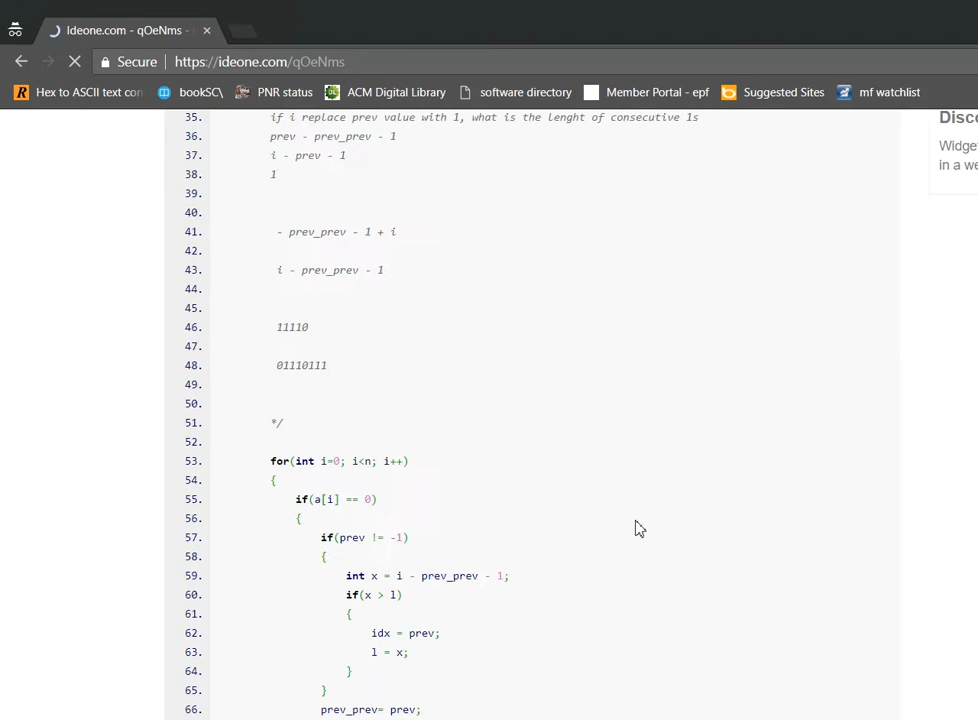 Ideone.com - qOeNms -
Secure https://ideone.com/qOeNms
Hex to ASCII text con bookSC\ PNR status ACM Digital Library software directory Member Portal - epf Suggested Sites mf watchlist
35. if i replace prev value with 1, what is the lenght of consecutive 1s
36. prev - prev_prev - 1
37. i - prev - 1
38. 1
39.
40.
41. - prev_prev - 1 + i
42.
43. i - prev_prev - 1
44.
45.
46. 11110
47.
48. 01110111
49.
50.
51. */
52.
53. for(int i=0; i<n; i++)
54. {
55. if(a[i] == 0)
56. {
57. if(prev != -1)
58. {
59. int x = i - prev_prev - 1;
60. if(x > l)
61. {
62. idx = prev;
63. l = x;
64. }
65. }
66. prev_prev= prev;
Disco
Widge
in a we